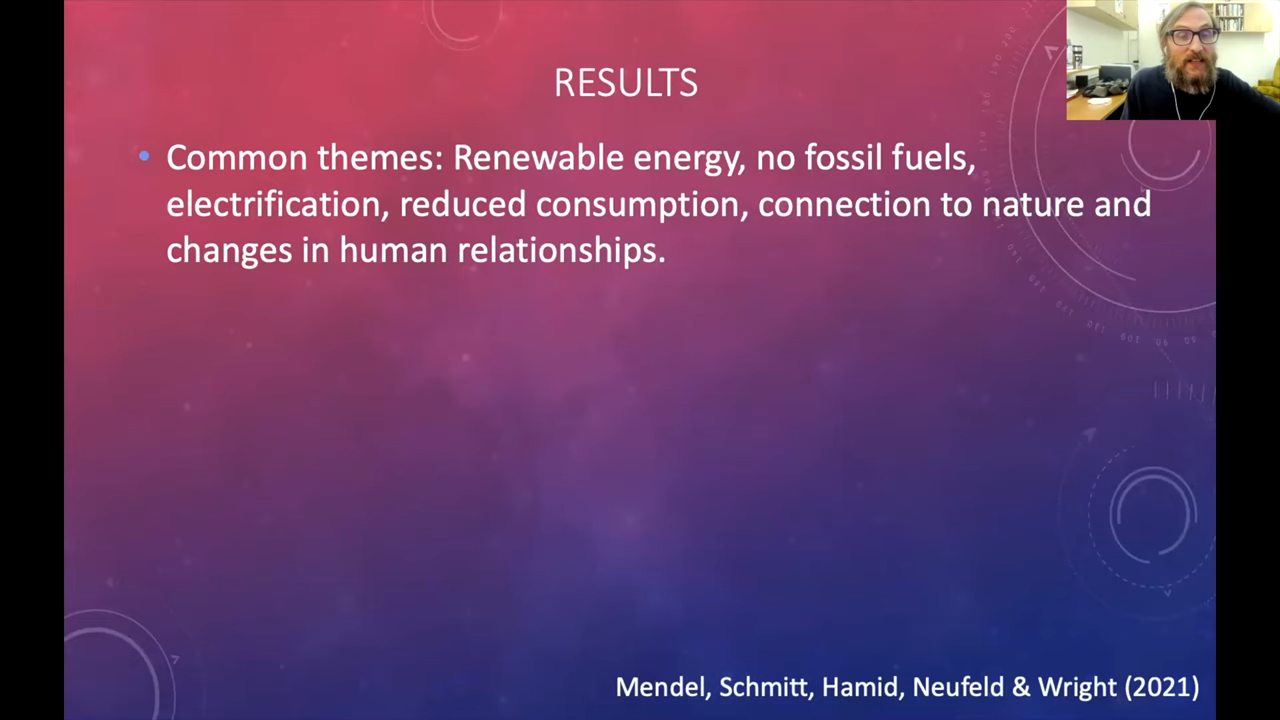 RESULTS
• Common themes: Renewable energy, no fossil fuels,
electrification, reduced consumption, connection to nature and
changes in human relationships.
Mendel, Schmitt, Hamid, Neufeld & Wright (2021)